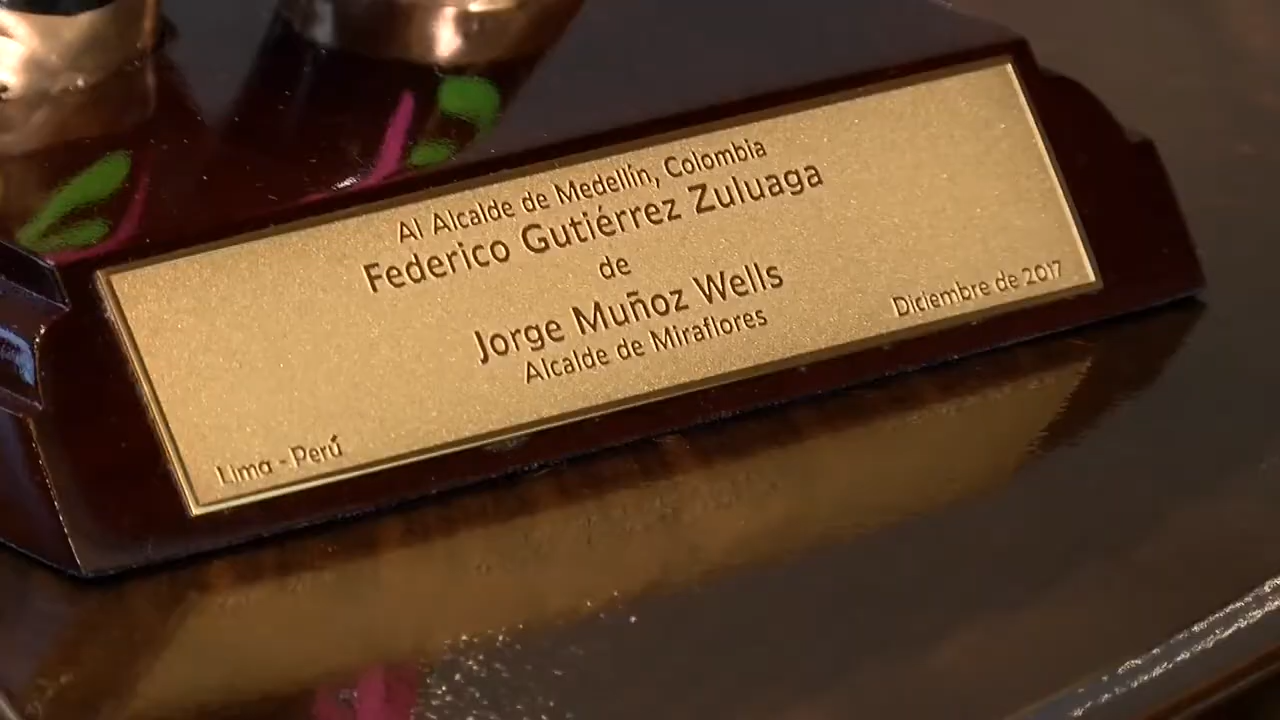 Al Alcalde de Medellín, Colombia
Federico Gutiérrez Zuluaga
de
Jorge Muñoz Wells
Alcalde de Miraflores
Diciembre de 2017
Lima - Perú